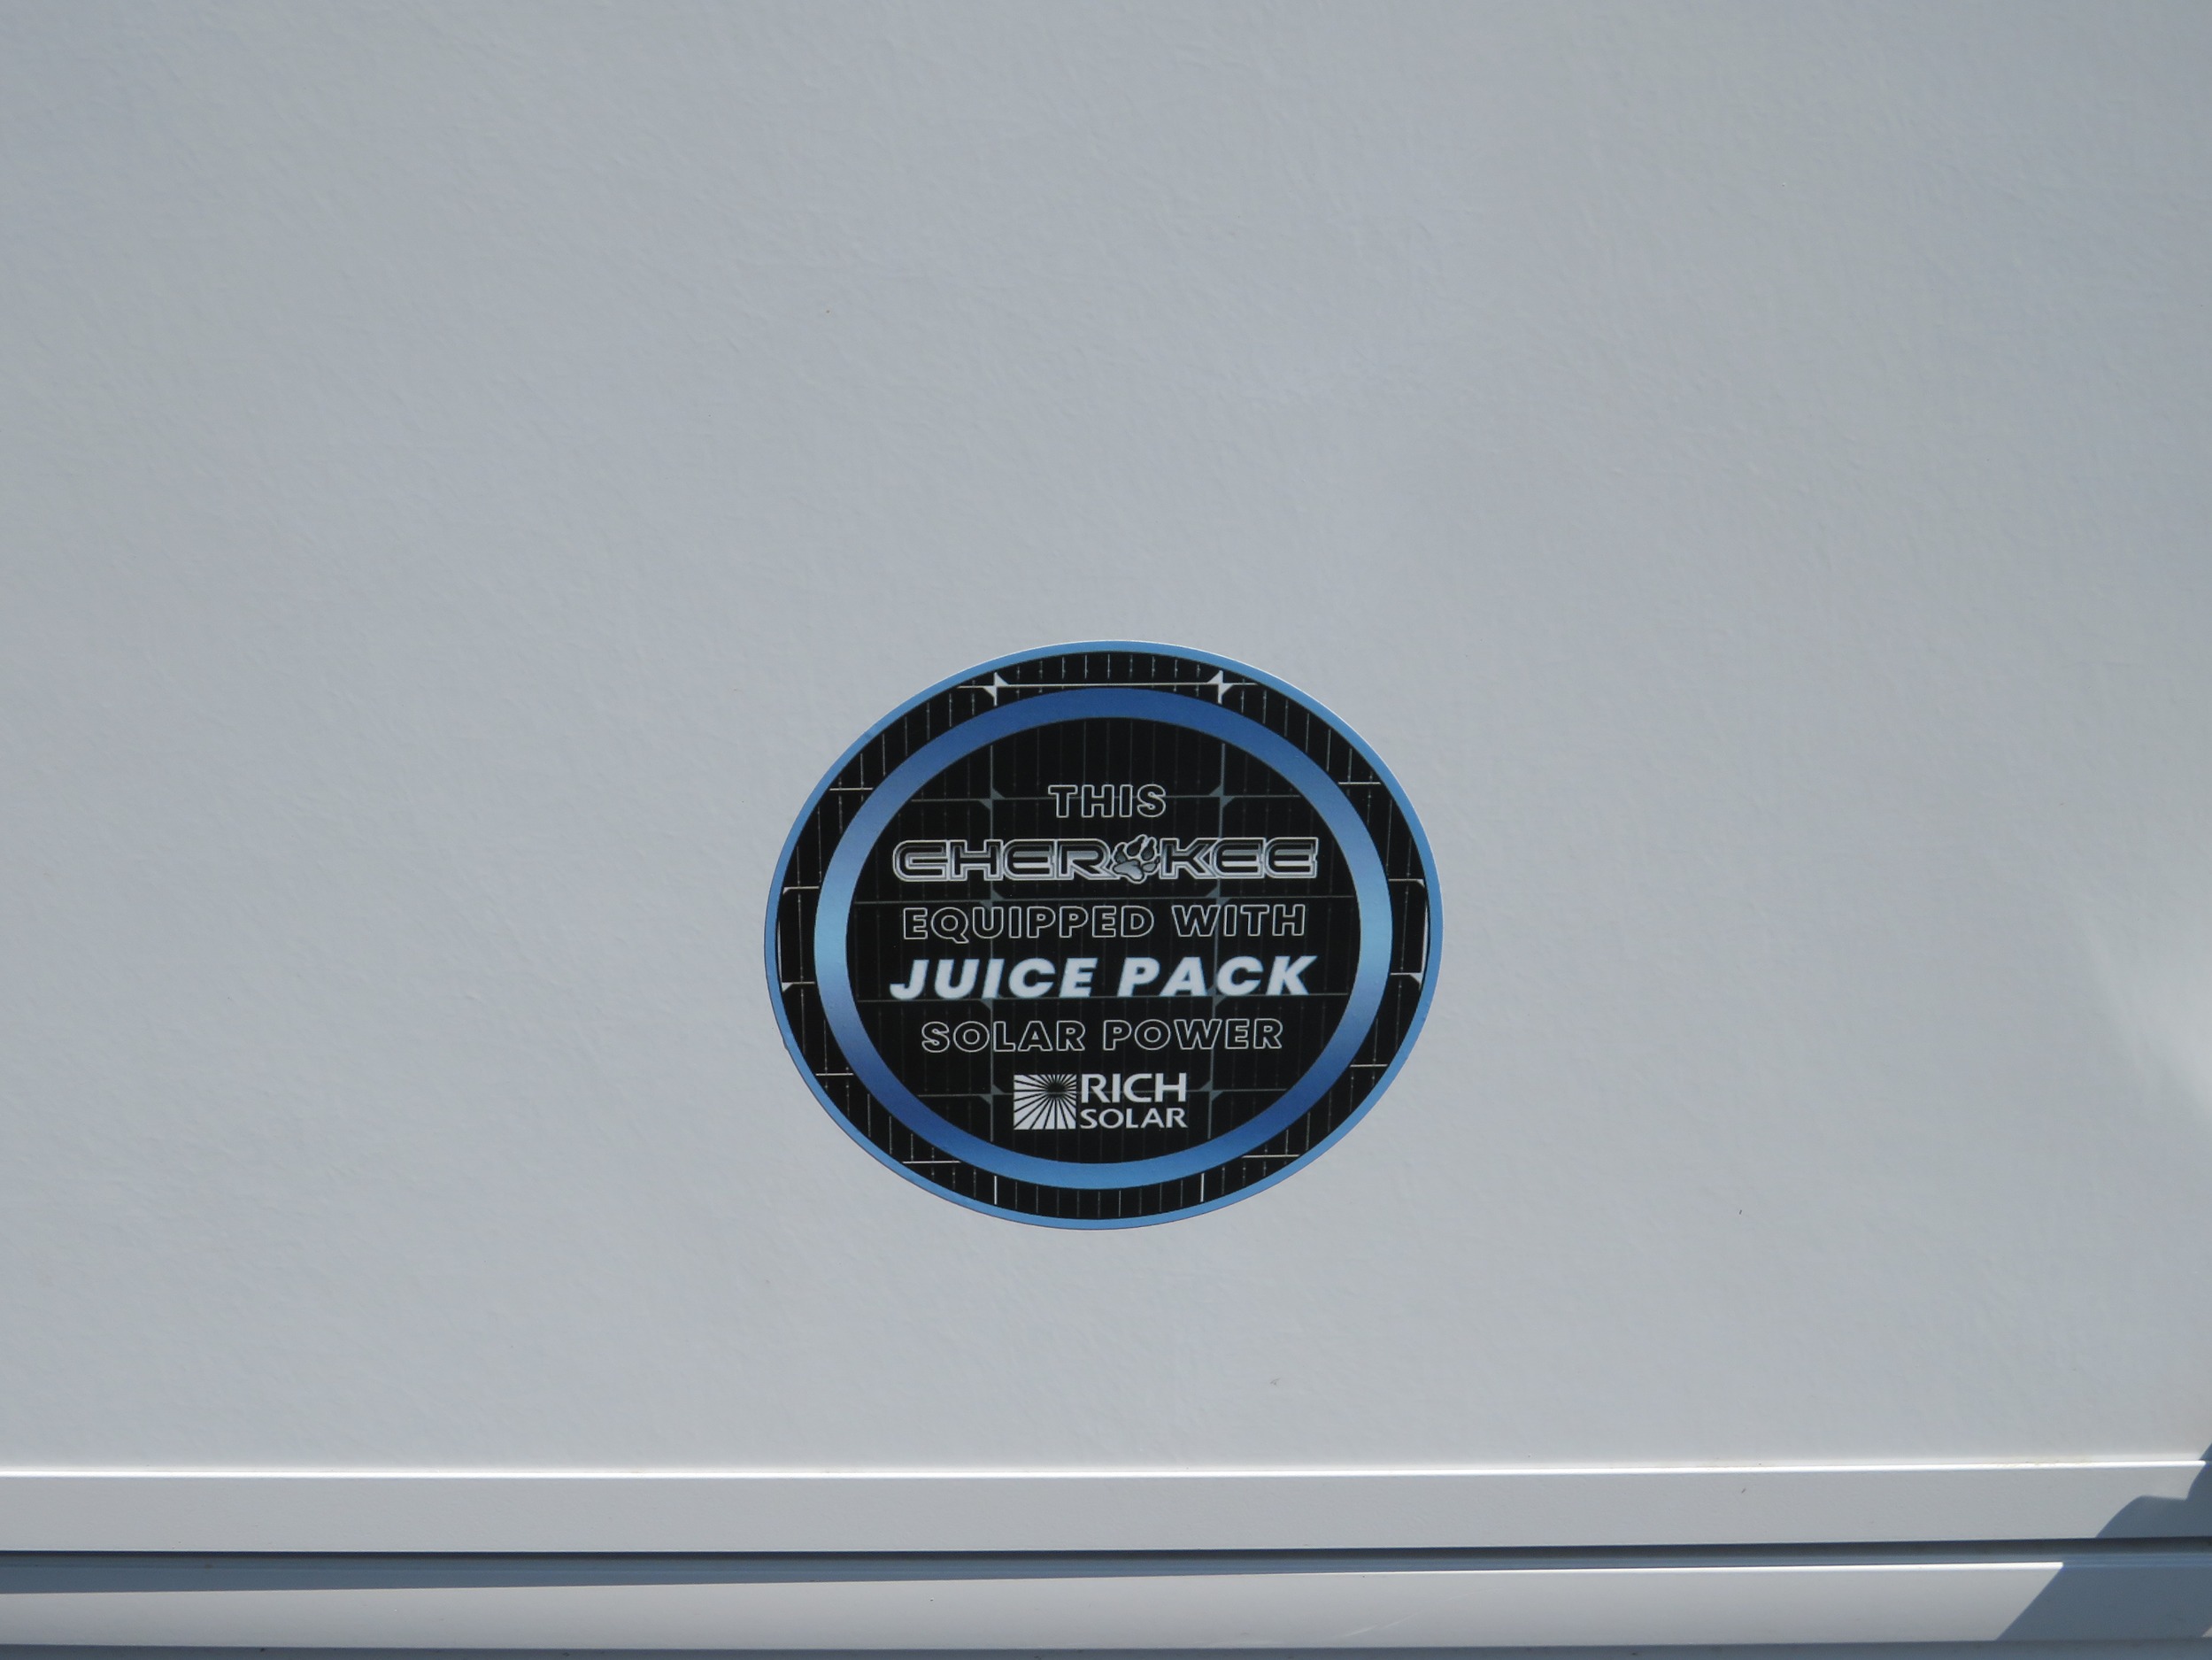 THIS
CHEROKEE
EQUIPPED WITH
JUICE PACK
SOLAR POWER
RICH
SOLAR